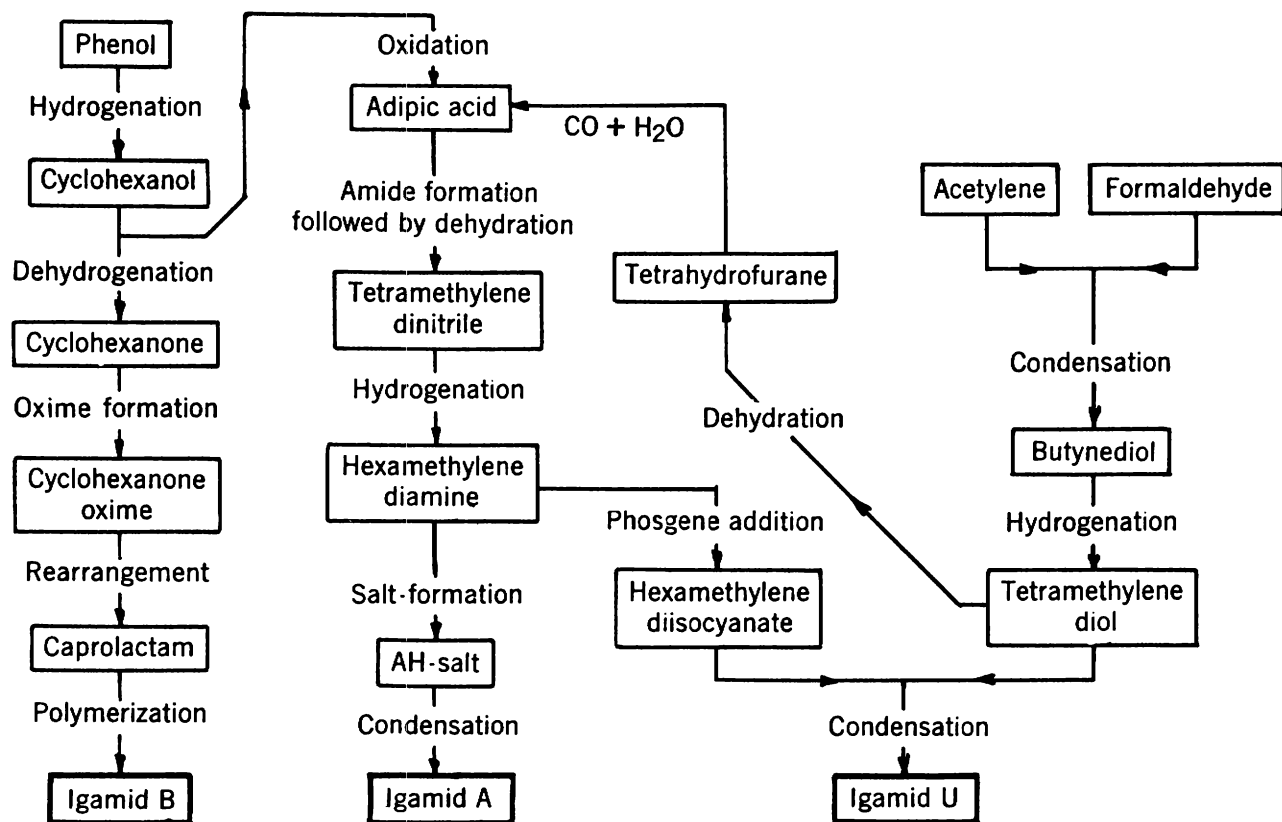 Phenol
Hydrogenation
Cyclohexanol
Dehydrogenation
Cyclohexanone
Oxime formation
Cyclohexanone
oxime
Rearrangement
Caprolactam
Polymerization
Igamid B
Oxidation
Adipic acid
CO + H₂O
Amide formation
followed by dehydration
Tetramethylene
dinitrile
Hydrogenation
Hexamethylene
diamine
Salt-formation
AH-salt
Condensation
Igamid A
Tetrahydrofurane
Dehydration
Phosgene addition
Hexamethylene
diisocyanate
Acetylene
Formaldehyde
Condensation
Butynediol
Hydrogenation
Tetramethylene
diol
Condensation
Igamid U